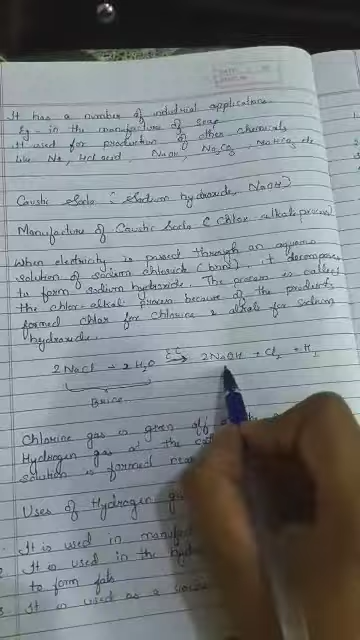 It has a number of industrial applications
Eg - in the manufacture of soap
It used for production of other chemicals
like Na, HCl acid, NaOH, Na2CO3, NaHCO3 etc
Caustic Soda (Sodium hydroxide, NaOH)
Manufacture of Caustic Soda (Chlor-alkali process)
When electricity is passed through an aqueous
solution of sodium chloride (brine), it decomposes
to form sodium hydroxide. The process is called
the chlor-alkali process because of the products
formed chlor for chlorine & alkali for sodium
hydroxide.
2NaCl + 2H2O → 2NaOH + Cl2 + H2
Brine
Chlorine gas is given off
Hydrogen gas at the
solution is formed near
Uses of Hydrogen
It is used in
2 It is used in the
to form fats
3 It is used as a